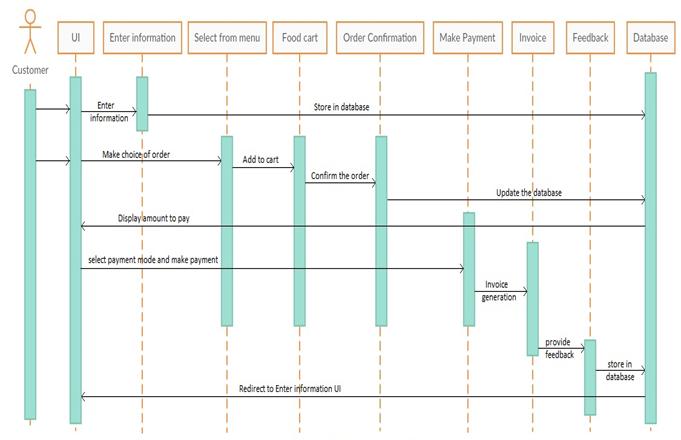 UI
Enter information
Select from menu
Food cart
Order Confirmation
Make Payment
Invoice
Feedback
Database
Customer
Enter
information
Store in database
Make choice of order
Add to cart
Confirm the order
Update the database
Display amount to pay
select payment mode and make payment
Invoice
generation
provide
feedback
store in
database
Redirect to Enter information UI